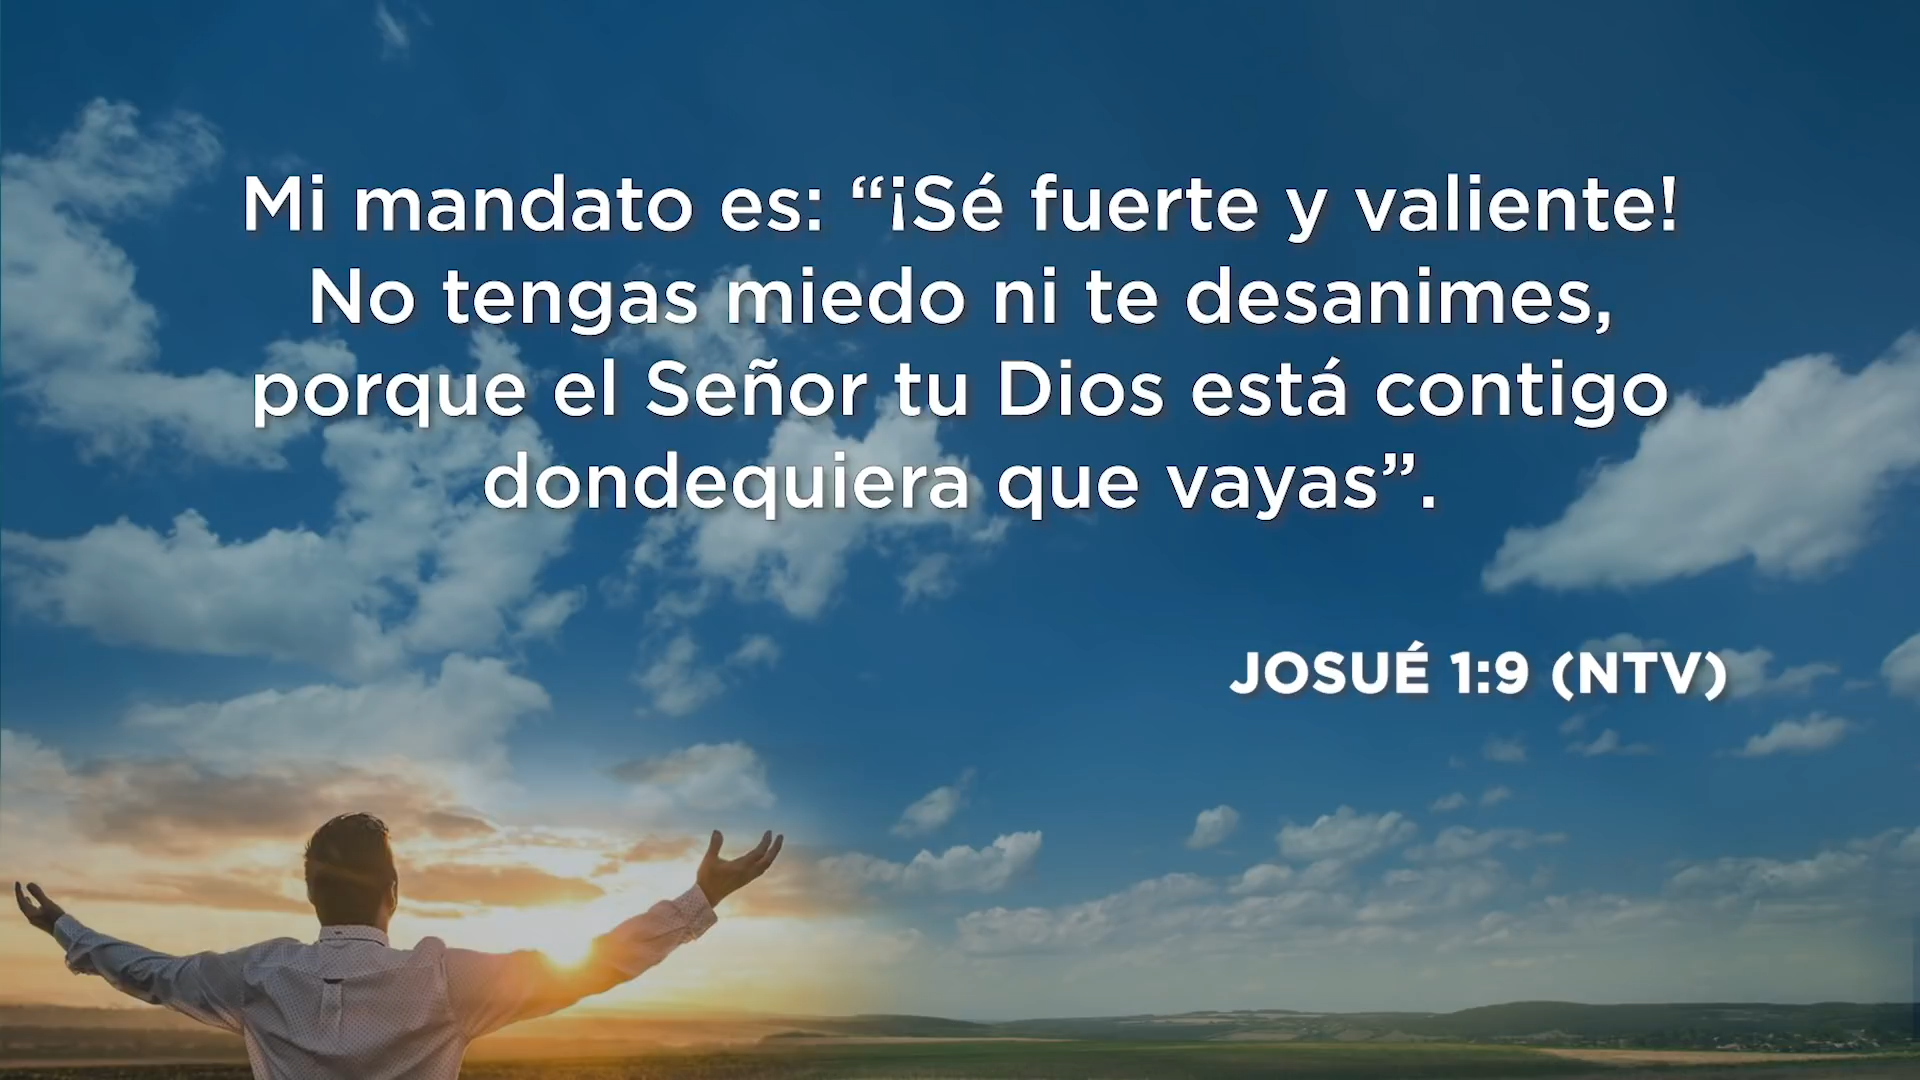 Mi mandato es: “¡Sé fuerte y valiente!
No tengas miedo ni te desanimes,
porque el Señor tu Dios está contigo
dondequiera que vayas”.
JOSUÉ 1:9 (NTV)